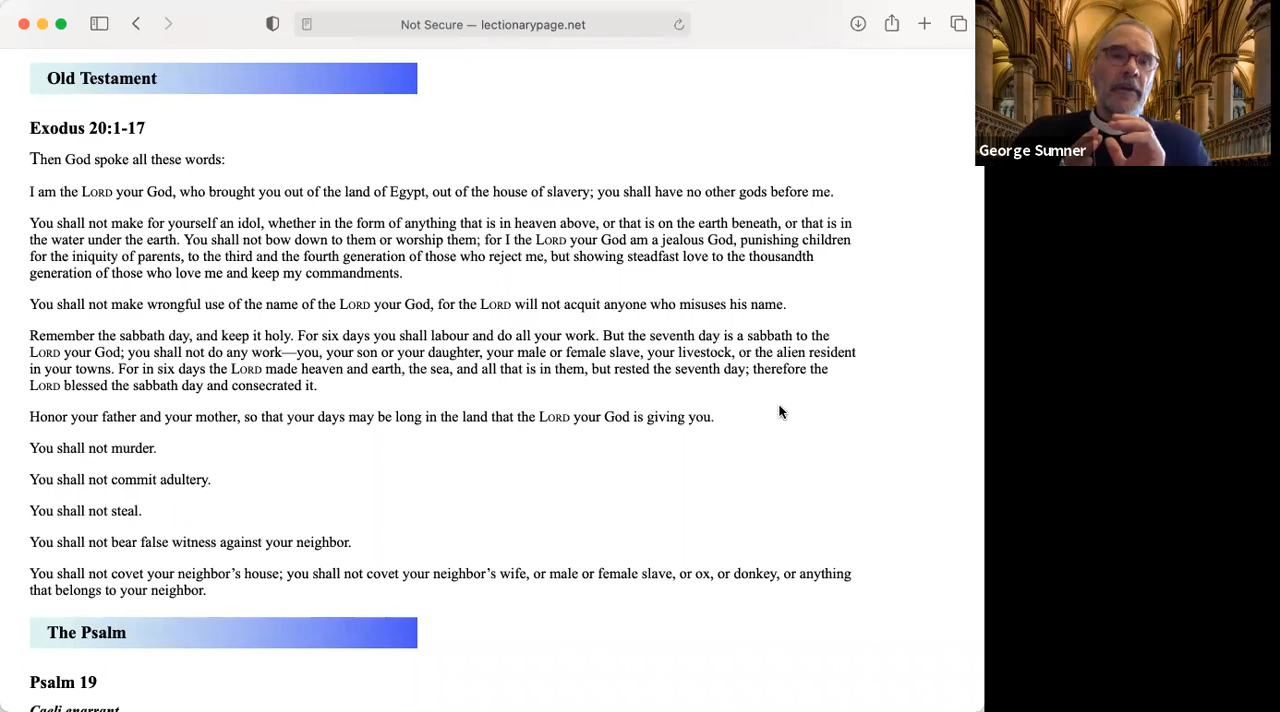 Not Secure — lectionarypage.net
Old Testament
Exodus 20:1-17
Then God spoke all these words:
I am the LORD your God, who brought you out of the land of Egypt, out of the house of slavery; you shall have no other gods before me.
You shall not make for yourself an idol, whether in the form of anything that is in heaven above, or that is on the earth beneath, or that is in
the water under the earth. You shall not bow down to them or worship them; for I the LORD your God am a jealous God, punishing children
for the iniquity of parents, to the third and the fourth generation of those who reject me, but showing steadfast love to the thousandth
generation of those who love me and keep my commandments.
You shall not make wrongful use of the name of the LORD your God, for the LORD will not acquit anyone who misuses his name.
Remember the sabbath day, and keep it holy. For six days you shall labour and do all your work. But the seventh day is a sabbath to the
LORD your God; you shall not do any work—you, your son or your daughter, your male or female slave, your livestock, or the alien resident
in your towns. For in six days the LORD made heaven and earth, the sea, and all that is in them, but rested the seventh day; therefore the
LORD blessed the sabbath day and consecrated it.
Honor your father and your mother, so that your days may be long in the land that the LORD your God is giving you.
You shall not murder.
You shall not commit adultery.
You shall not steal.
You shall not bear false witness against your neighbor.
You shall not covet your neighbor’s house; you shall not covet your neighbor’s wife, or male or female slave, or ox, or donkey, or anything
that belongs to your neighbor.
The Psalm
Psalm 19
Caeli enarrant
George Sumner